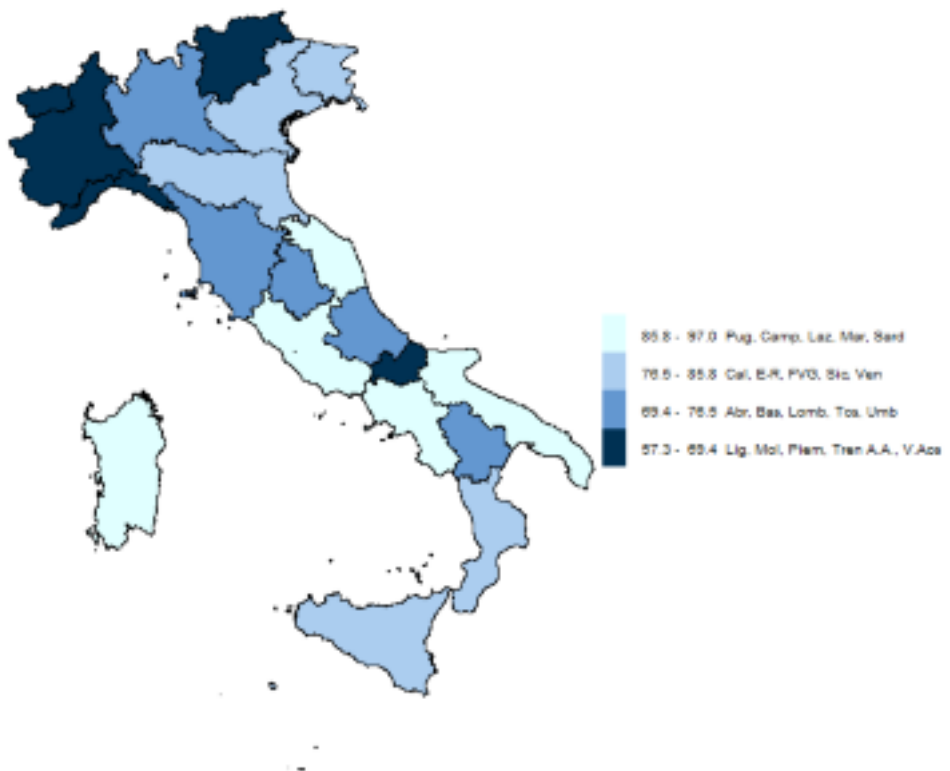 85.8 - 97.0 Pug, Camp, Laz, Mar, Sard
76.5 - 85.8 Cal, E-R, FVG, Sic, Ven
69.4 - 76.5 Abr, Bas, Lomb, Tos, Umb
57.3 - 69.4 Lig, Mol, Piem, Tren A.A., V.Aos